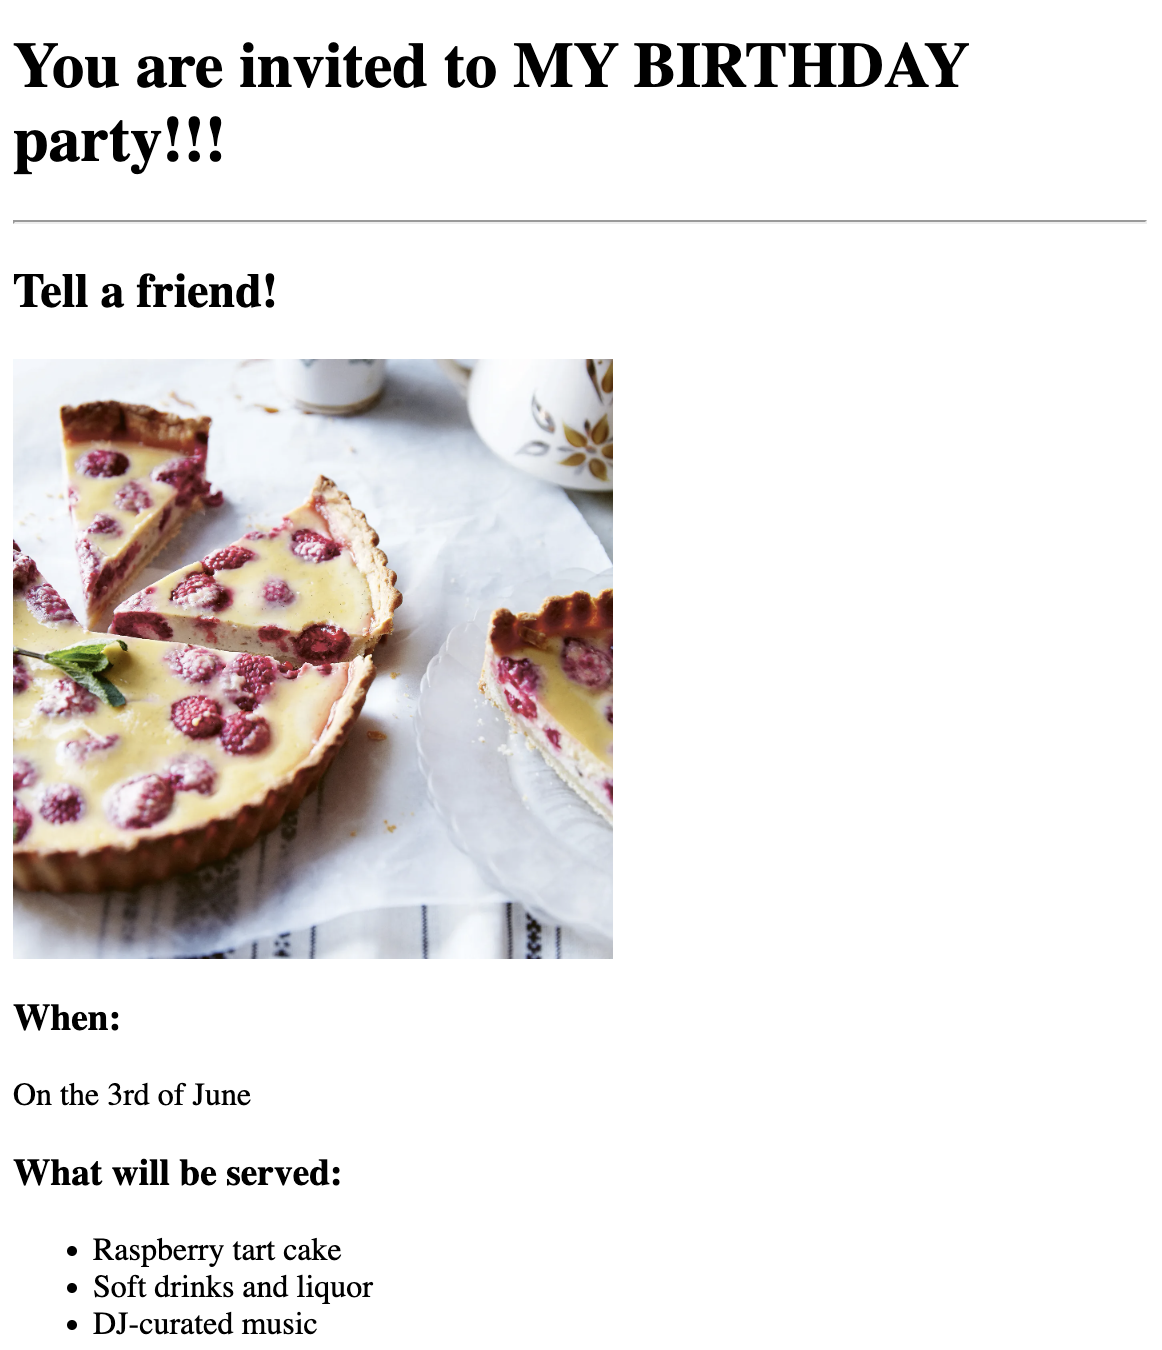 You are invited to MY BIRTHDAY
party!!!
Tell a friend!
When:
On the 3rd of June
What will be served:
Raspberry tart cake
Soft drinks and liquor
DJ-curated music